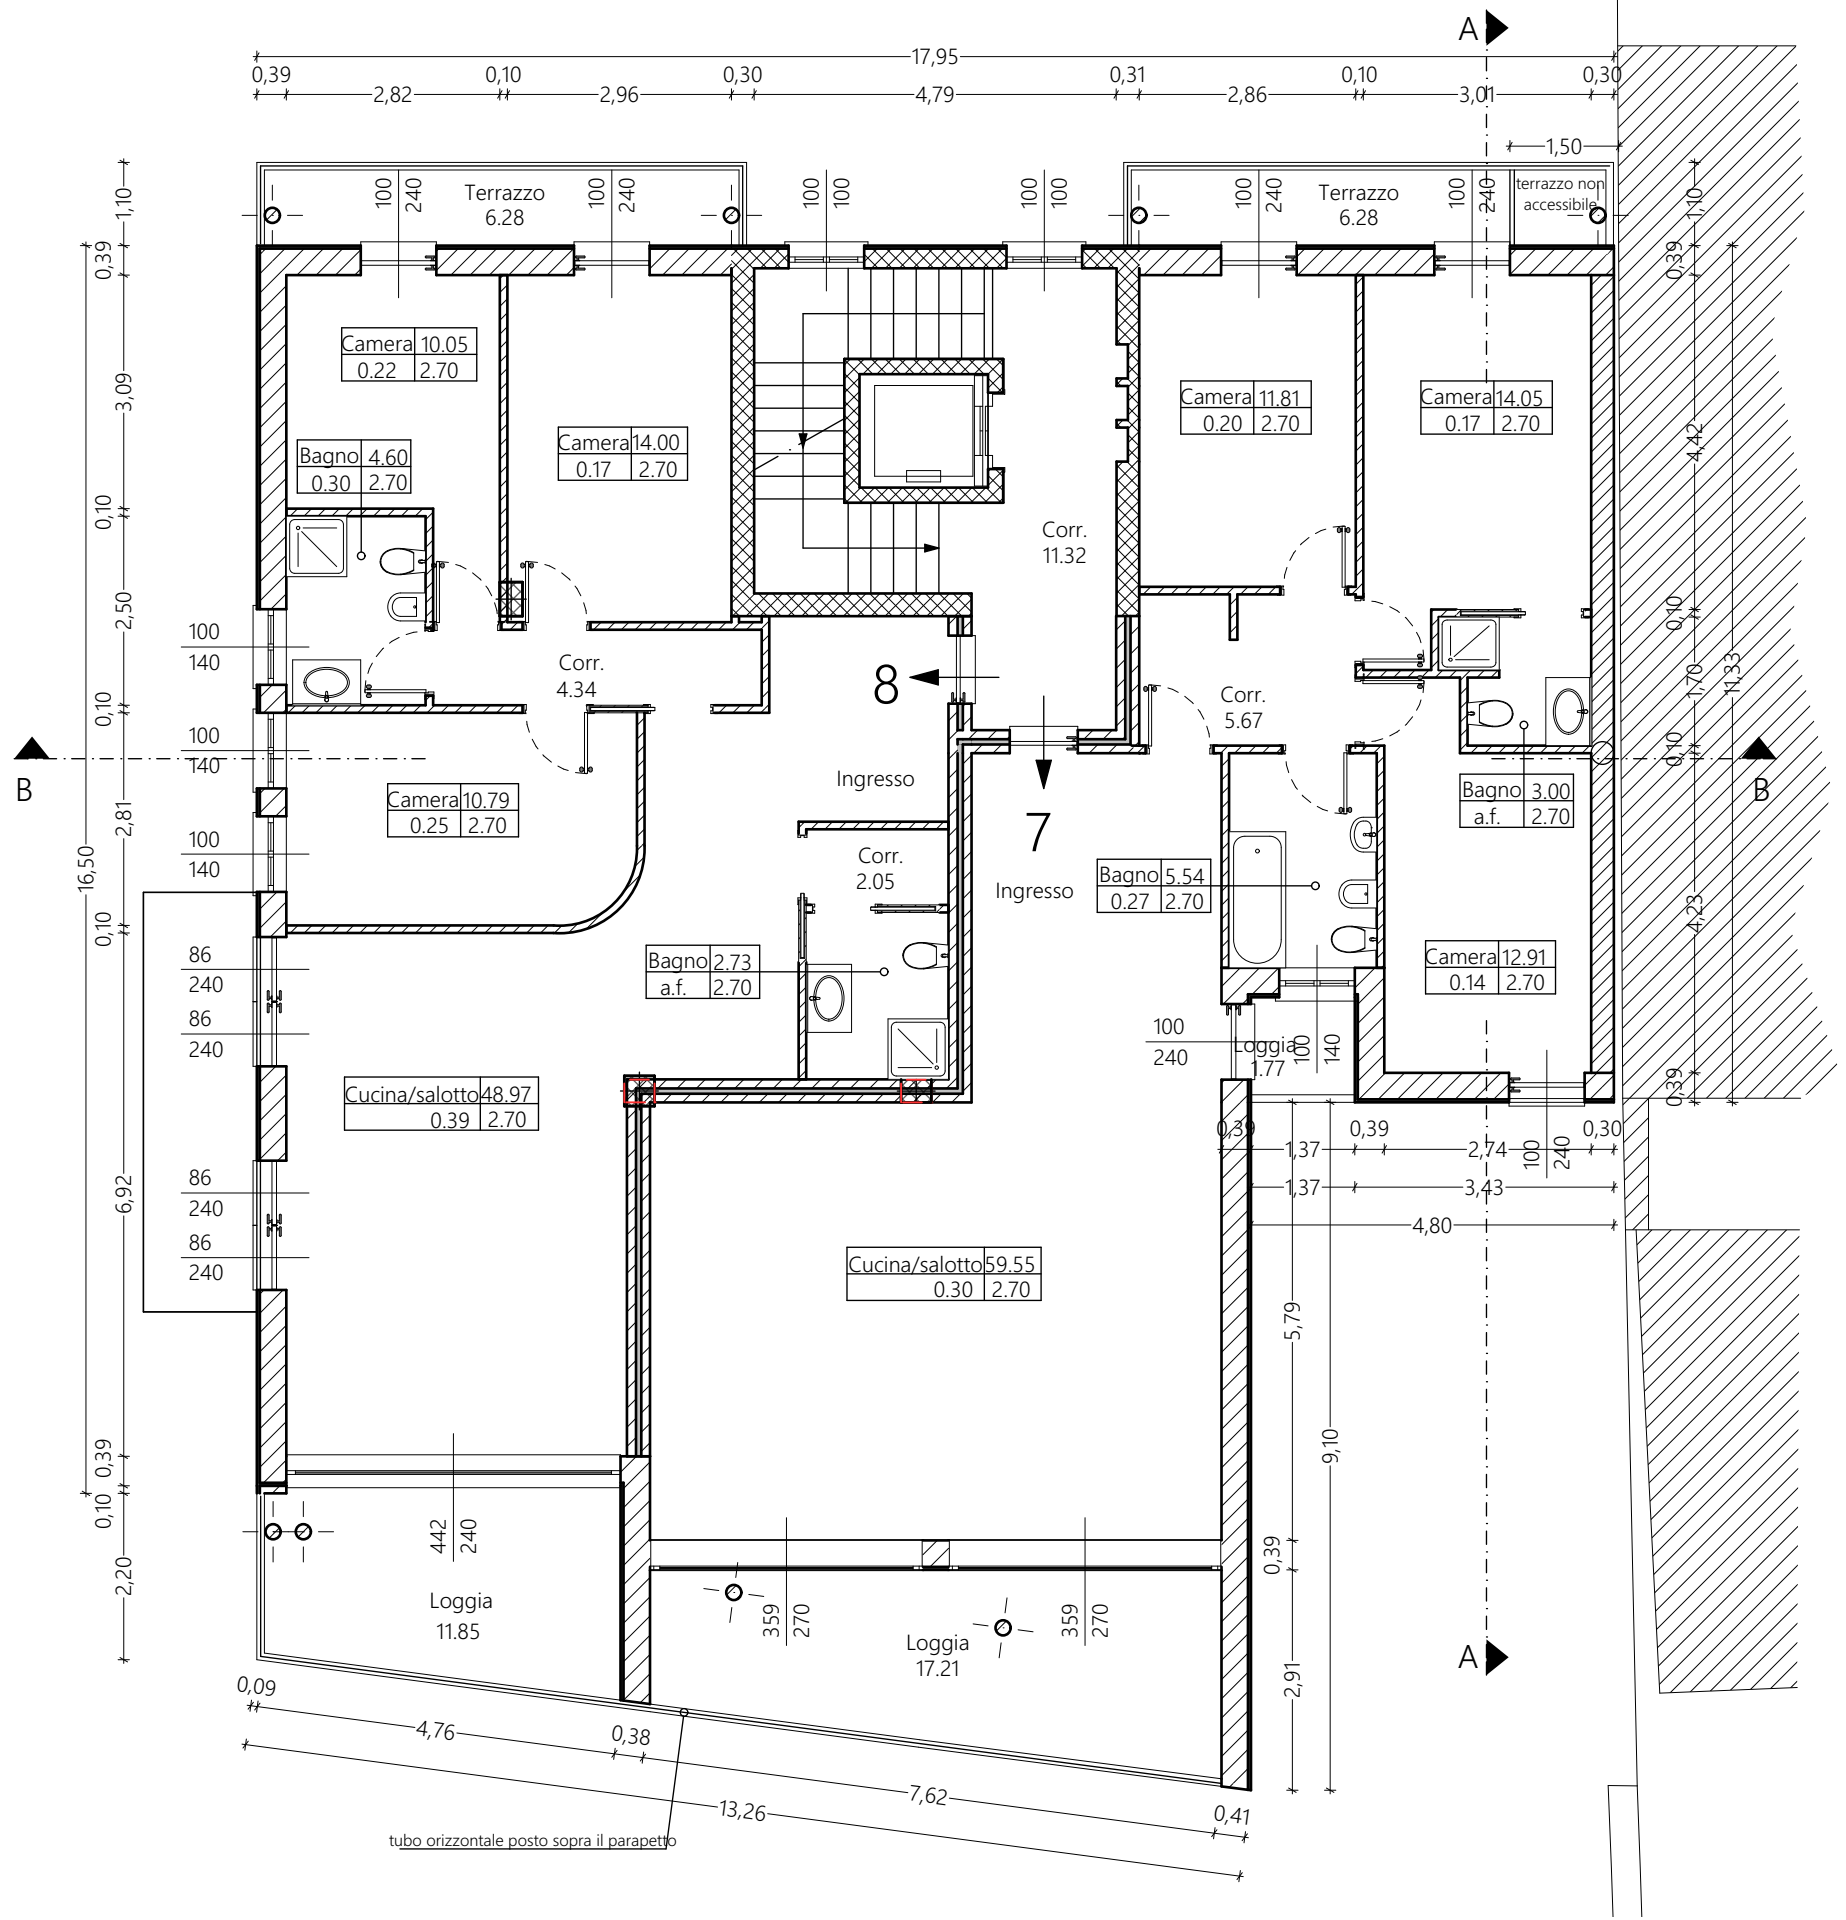 A
17,95
0,39 0,10 0,30 0,31 0,10 0,30
2,82 2,96 4,79 2,86 3,01
1,50
1,10
0,39
3,09
0,10
2,50
0,10
2,81
0,10
6,92
0,39
0,10
2,20
16,50
Terrazzo
6.28
100
240
100
240
100
100
100
100
Terrazzo
6.28
100
240
100
240
terrazzo non
accessibile
1,10
0,39
4,42
0,10
1,70
0,10
4,23
0,39
11,33
Camera 10.05
0.22 2.70
Bagno 4.60
0.30 2.70
Camera 14.00
0.17 2.70
Camera 11.81
0.20 2.70
Camera 14.05
0.17 2.70
Corr.
11.32
100
140
Corr.
4.34
8
Corr.
5.67
100
140
B
B
Ingresso
Camera 10.79
0.25 2.70
7
Bagno 3.00
a.f. 2.70
100
140
Corr.
2.05
Ingresso
Bagno 5.54
0.27 2.70
86
240
86
240
Bagno 2.73
a.f. 2.70
Camera 12.91
0.14 2.70
100
240
Loggia
1.77
100
140
Cucina/salotto 48.97
0.39 2.70
0,39 0,39 0,30
1,37 2,74
100
240
1,37 3,43
4,80
86
240
86
240
Cucina/salotto 59.55
0.30 2.70
5,79
9,10
0,39
2,91
442
240
Loggia
11.85
359
270
359
270
Loggia
17.21
A
0,09
4,76
0,38
7,62
0,41
13,26
tubo orizzontale posto sopra il parapetto